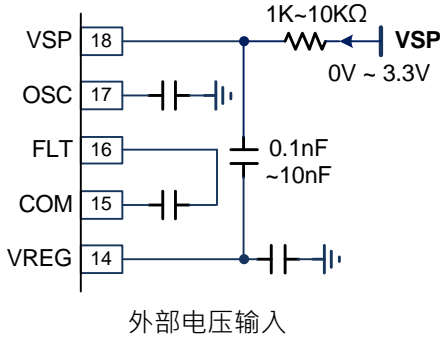 1K~10KΩ
VSP 18 VSP
0V ~ 3.3V
OSC 17
FLT 16
0.1nF
~10nF
COM 15
VREG 14
外部电压输入